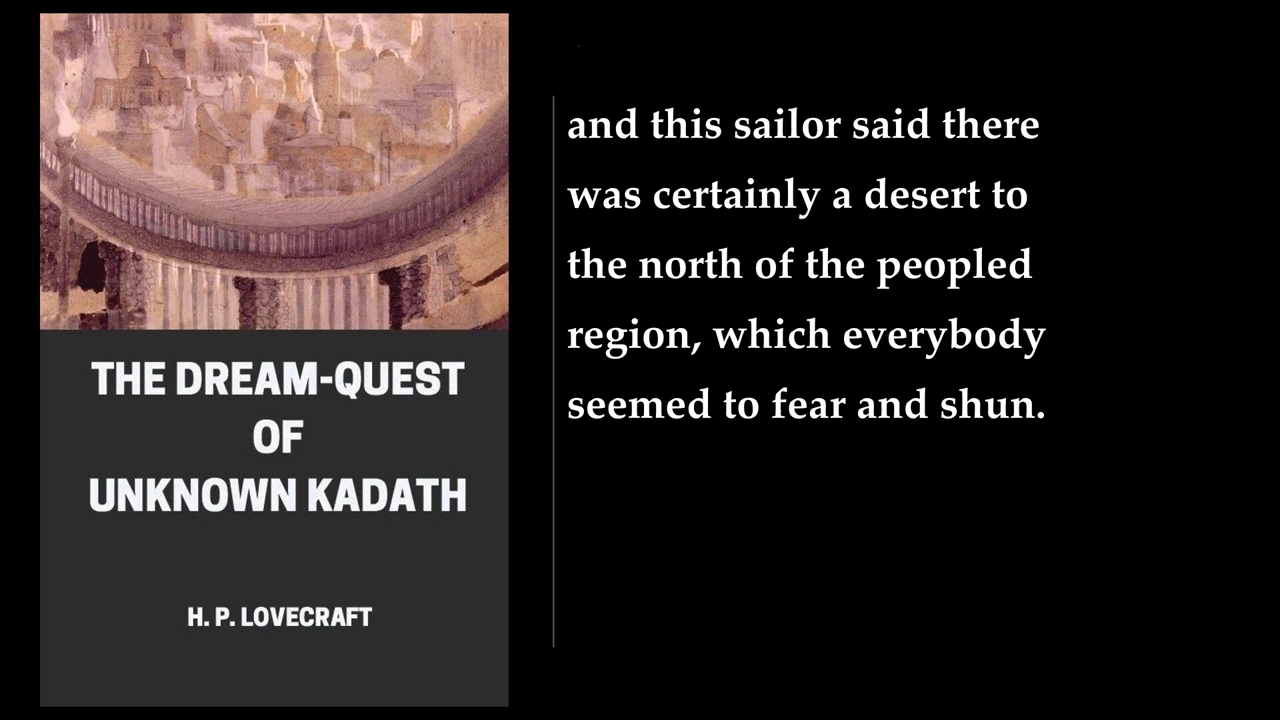 THE DREAM-QUEST
OF
UNKNOWN KADATH
H. P. LOVECRAFT
and this sailor said there
was certainly a desert to
the north of the peopled
region, which everybody
seemed to fear and shun.